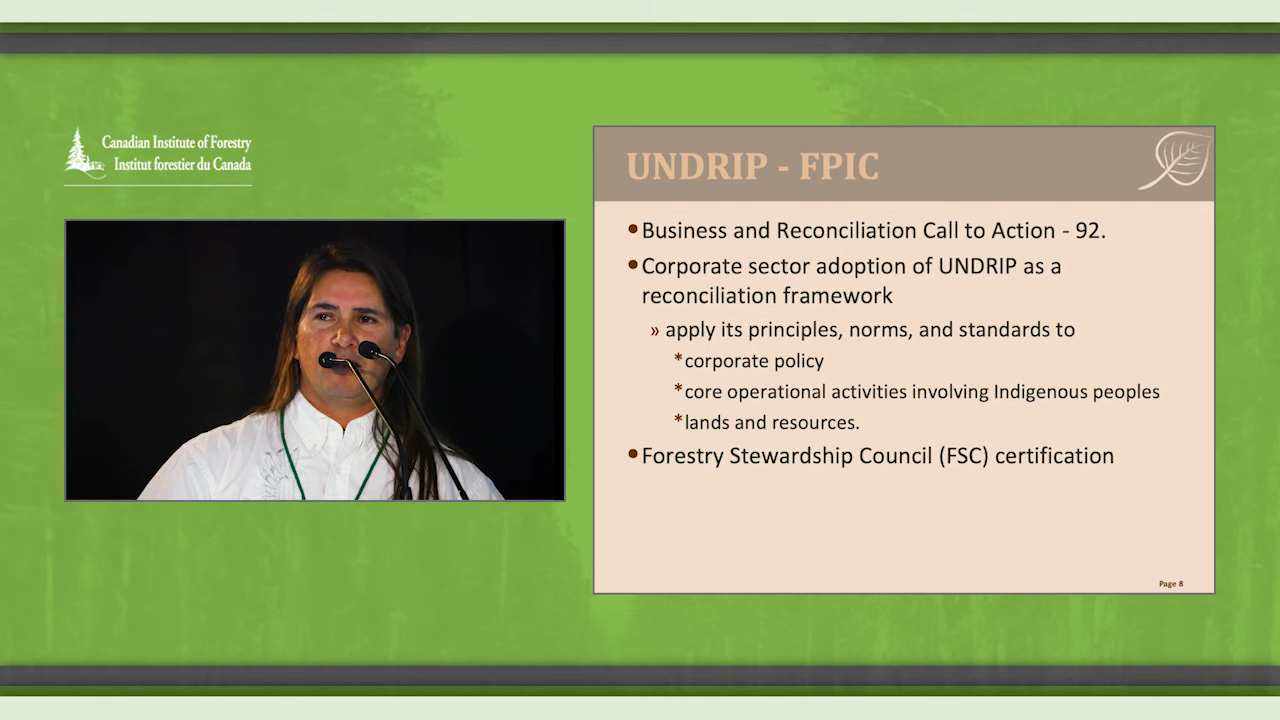 Canadian Institute of Forestry
Institut forestier du Canada
UNDRIP - FPIC
•Business and Reconciliation Call to Action - 92.
•Corporate sector adoption of UNDRIP as a
reconciliation framework
» apply its principles, norms, and standards to
*corporate policy
*core operational activities involving Indigenous peoples
*lands and resources.
•Forestry Stewardship Council (FSC) certification
Page 8